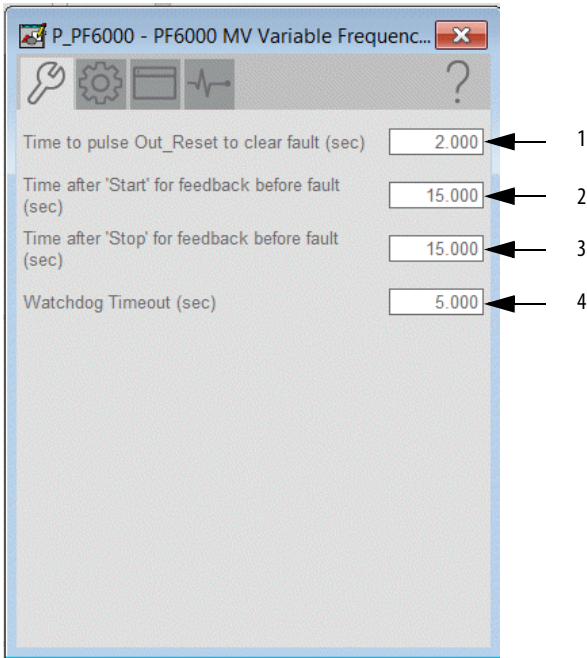 P_PF6000 - PF6000 MV Variable Frequenc...
?
Time to pulse Out_Reset to clear fault (sec) 2.000 1
Time after 'Start' for feedback before fault
(sec) 15.000 2
Time after 'Stop' for feedback before fault
(sec) 15.000 3
Watchdog Timeout (sec) 5.000 4